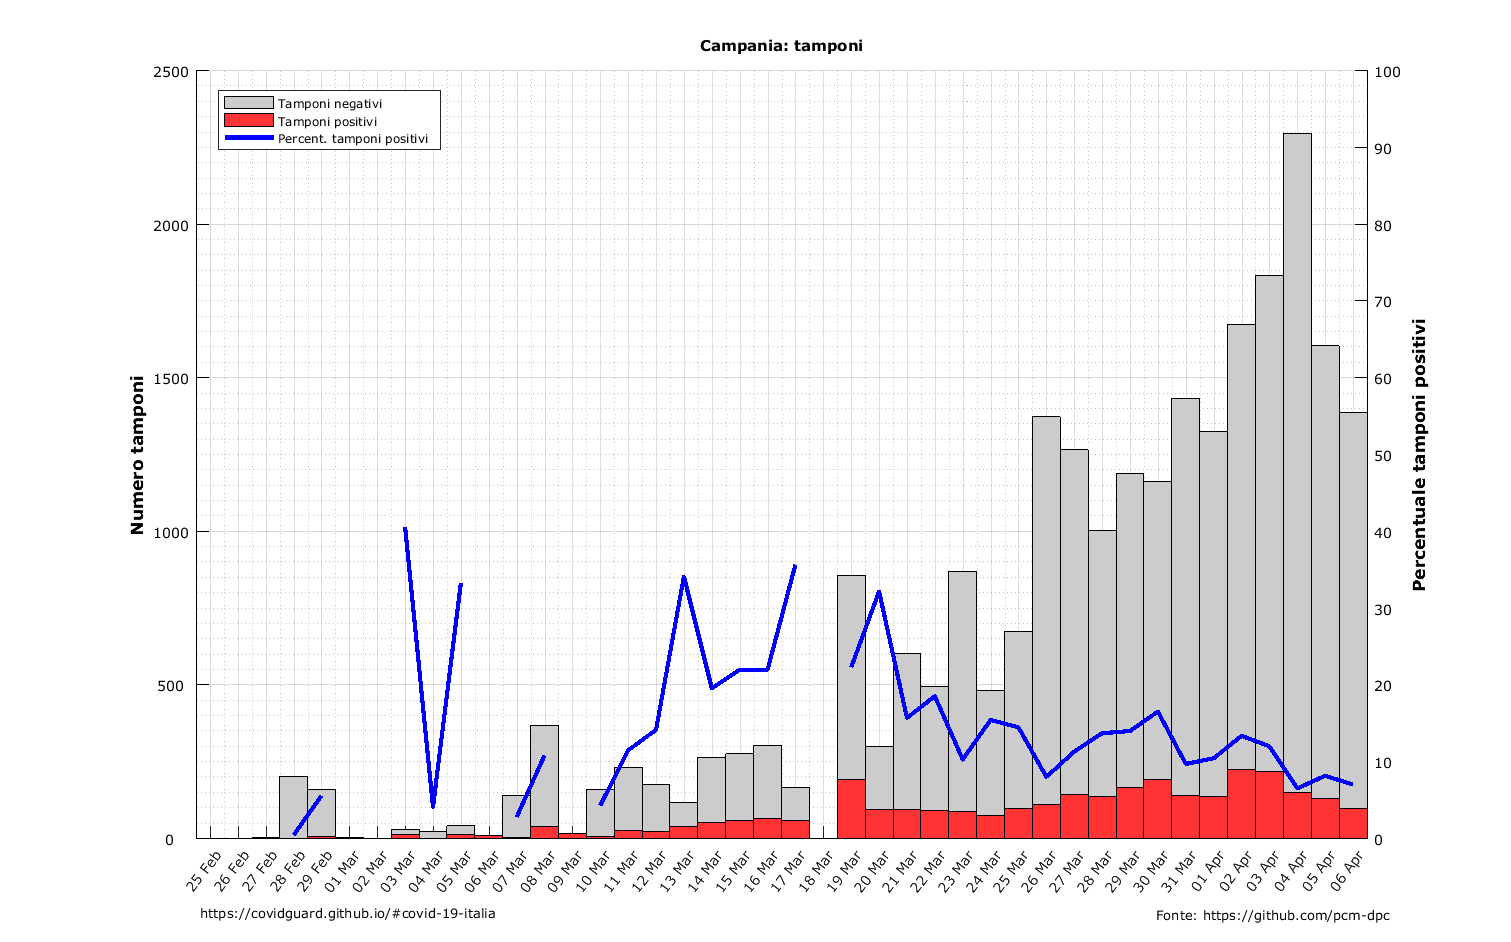 Campania: tamponi
Tamponi negativi
Tamponi positivi
Percent. tamponi positivi
Numero tamponi
2500
2000
1500
1000
500
0
100
90
80
70
60
50
40
30
20
10
0
Percentuale tamponi positivi
25 Feb
26 Feb
27 Feb
28 Feb
29 Feb
01 Mar
02 Mar
03 Mar
04 Mar
05 Mar
06 Mar
07 Mar
08 Mar
09 Mar
10 Mar
11 Mar
12 Mar
13 Mar
14 Mar
15 Mar
16 Mar
17 Mar
18 Mar
19 Mar
20 Mar
21 Mar
22 Mar
23 Mar
24 Mar
25 Mar
26 Mar
27 Mar
28 Mar
29 Mar
30 Mar
31 Mar
01 Apr
02 Apr
03 Apr
04 Apr
05 Apr
06 Apr
https://covidguard.github.io/#covid-19-italia
Fonte: https://github.com/pcm-dpc